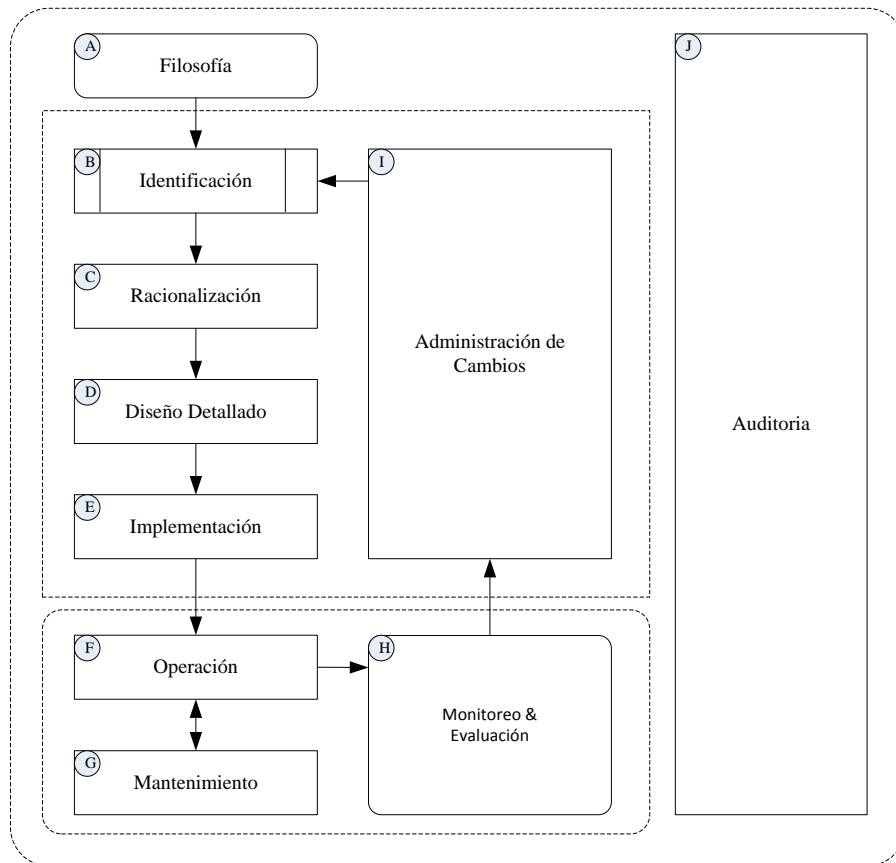 A
Filosofía
B
Identificación
C
Racionalización
D
Diseño Detallado
E
Implementación
F
Operación
G
Mantenimiento
H
Monitoreo &
Evaluación
I
Administración de
Cambios
J
Auditoria